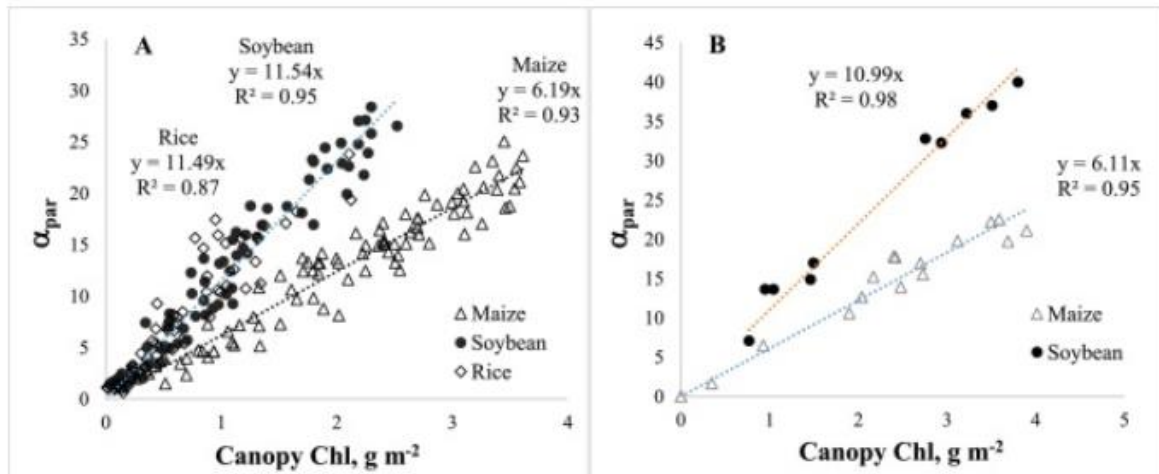 A
Soybean
y = 11.54x
R² = 0.95
Maize
y = 6.19x
R² = 0.93
Rice
y = 11.49x
R² = 0.87
35
30
25
20
15
10
5
0
αpar
0 1 2 3 4
Canopy Chl, g m⁻²
Maize
Soybean
Rice
B
y = 10.99x
R² = 0.98
y = 6.11x
R² = 0.95
45
40
35
30
25
20
15
10
5
0
αpar
0 1 2 3 4 5
Canopy Chl, g m⁻²
Maize
Soybean